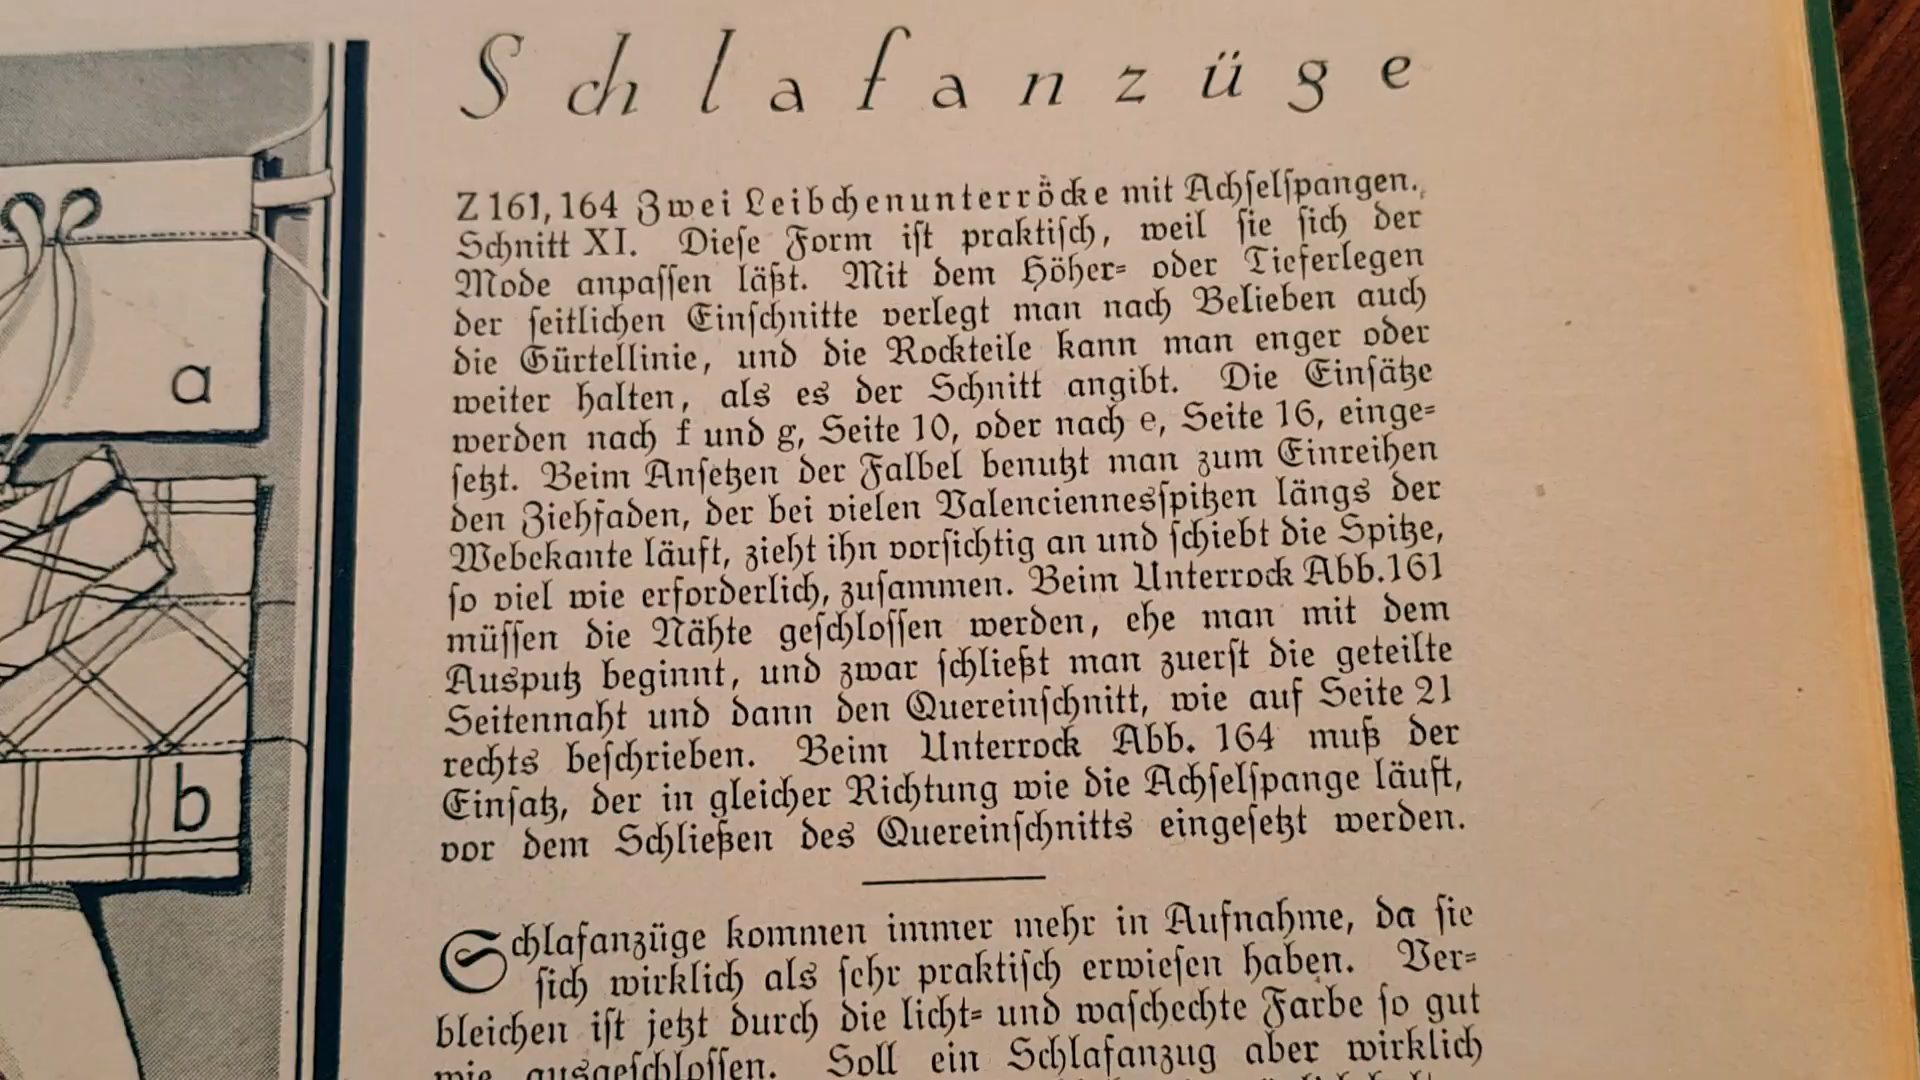 Schlafanzüge
Z 161, 164 Zwei Leibchenunterröcke mit Achſelſpangen.
Schnitt XI. Dieſe Form iſt praktiſch, weil ſie ſich der
Mode anpaſſen läßt. Mit dem Höher- oder Tieferlegen
der ſeitlichen Einſchnitte verlegt man nach Belieben auch
die Gürtellinie, und die Rockteile kann man enger oder
weiter halten, als es der Schnitt angibt. Die Einſätze
werden nach f und g, Seite 10, oder nach e, Seite 16, einge-
ſetzt. Beim Anſetzen der Falbel benutzt man zum Einreihen
den Ziehfaden, der bei vielen Valenciennesſpitzen längs der
Webekante läuft, zieht ihn vorſichtig an und ſchiebt die Spitze,
ſo viel wie erforderlich, zuſammen. Beim Unterrock Abb. 161
müſſen die Nähte geſchloſſen werden, ehe man mit dem
Ausputz beginnt, und zwar ſchließt man zuerſt die geteilte
Seitennaht und dann den Quereinſchnitt, wie auf Seite 21
rechts beſchrieben. Beim Unterrock Abb. 164 muß der
Einſatz, der in gleicher Richtung wie die Achſelſpange läuft,
vor dem Schließen des Quereinſchnitts eingeſetzt werden.
Schlafanzüge kommen immer mehr in Aufnahme, da ſie
ſich wirklich als ſehr praktiſch erwieſen haben. Ver-
bleichen iſt jetzt durch die licht- und waſchechte Farbe ſo gut
wie ausgeſchloſſen. Soll ein Schlafanzug aber wirklich
a
b